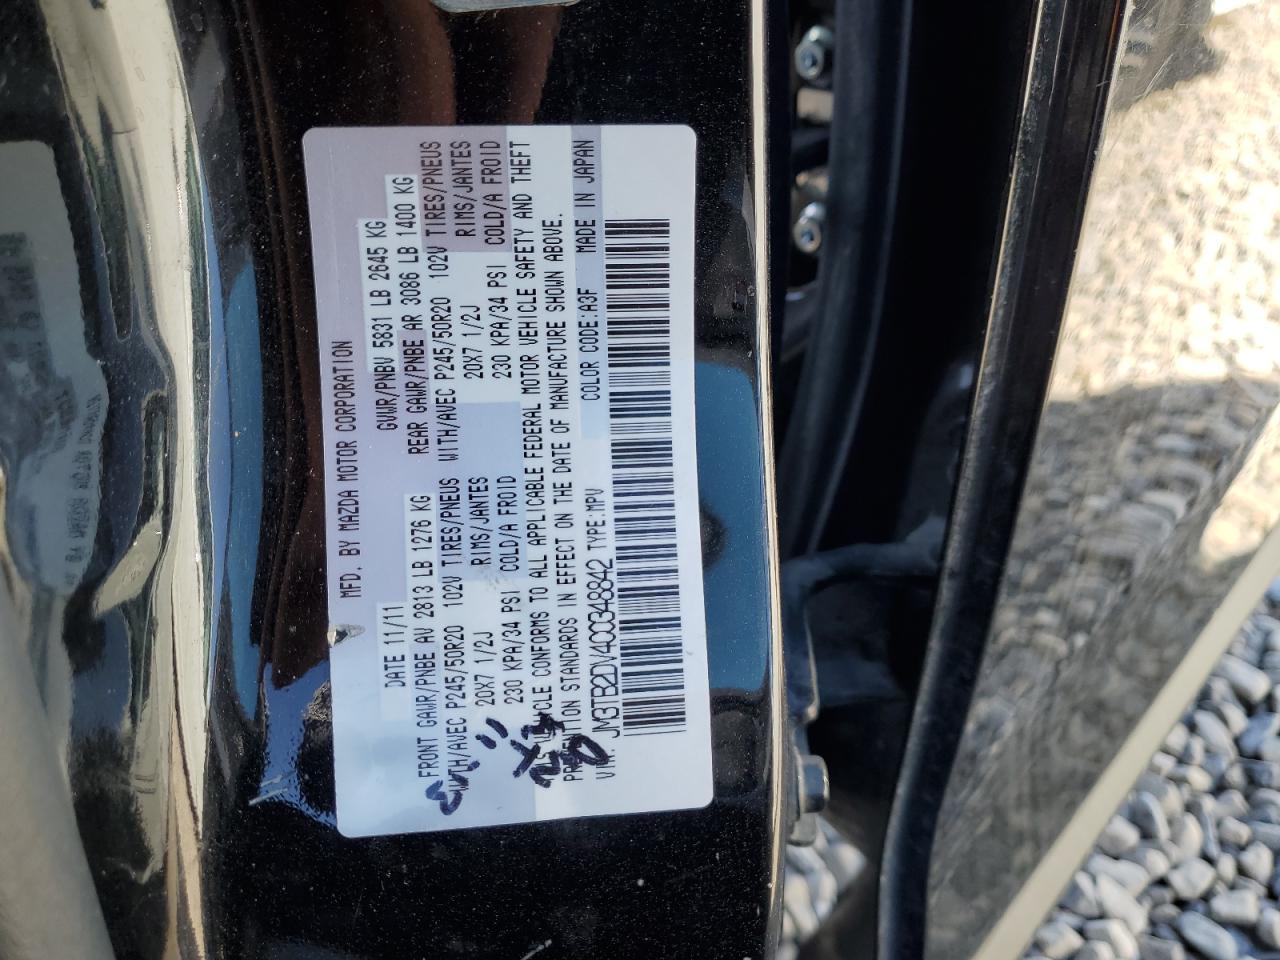 MFD. BY MAZDA MOTOR CORPORATION
DATE 11/11 GVWR/PNBV 5831 LB 2645 KG
FRONT GAWR/PNBE AV 2813 LB 1276 KG REAR GAWR/PNBE AR 3086 LB 1400 KG
WITH/AVEC P245/50R20 102V TIRES/PNEUS WITH/AVEC P245/50R20 102V TIRES/PNEUS
20X7 1/2J RIMS/JANTES 20X7 1/2J RIMS/JANTES
230 KPA/34 PSI COLD/A FROID 230 KPA/34 PSI COLD/A FROID
CLE CONFORMS TO ALL APPLICABLE FEDERAL MOTOR VEHICLE SAFETY AND THEFT
ION STANDARDS IN EFFECT ON THE DATE OF MANUFACTURE SHOWN ABOVE.
JM3TB2DV4C0348842 TYPE:MPV COLOR CODE:A3F MADE IN JAPAN